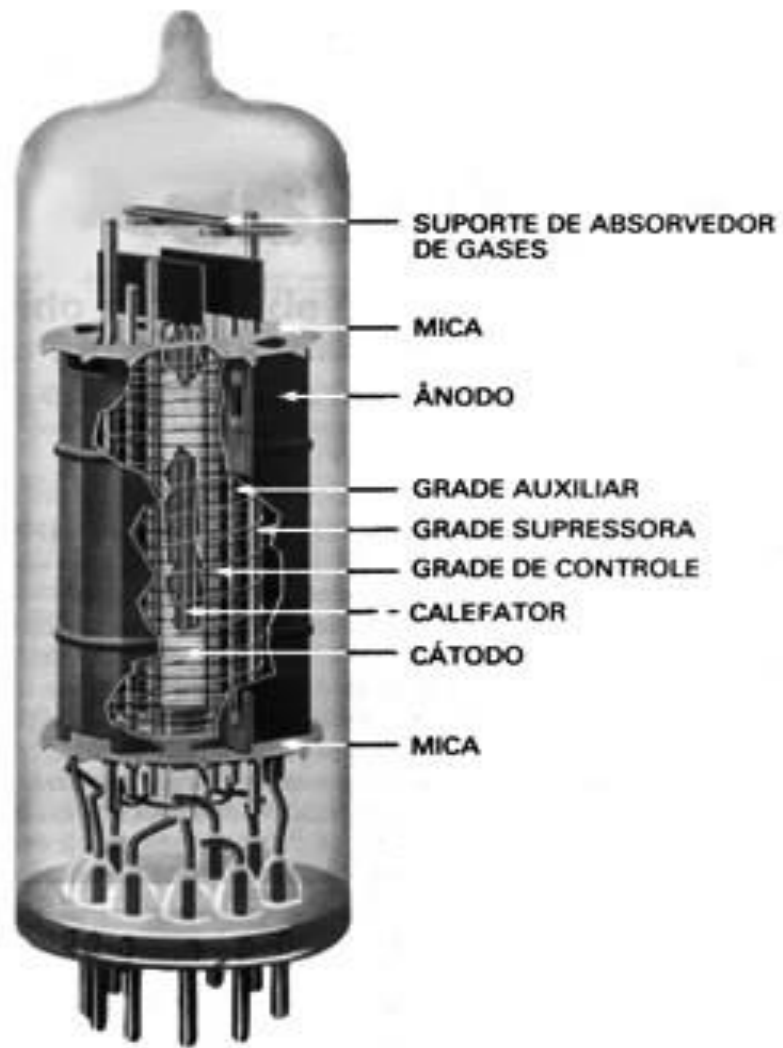 SUPORTE DE ABSORVEDOR
DE GASES
MICA
ÂNODO
GRADE AUXILIAR
GRADE SUPRESSORA
GRADE DE CONTROLE
CALEFATOR
CÁTODO
MICA